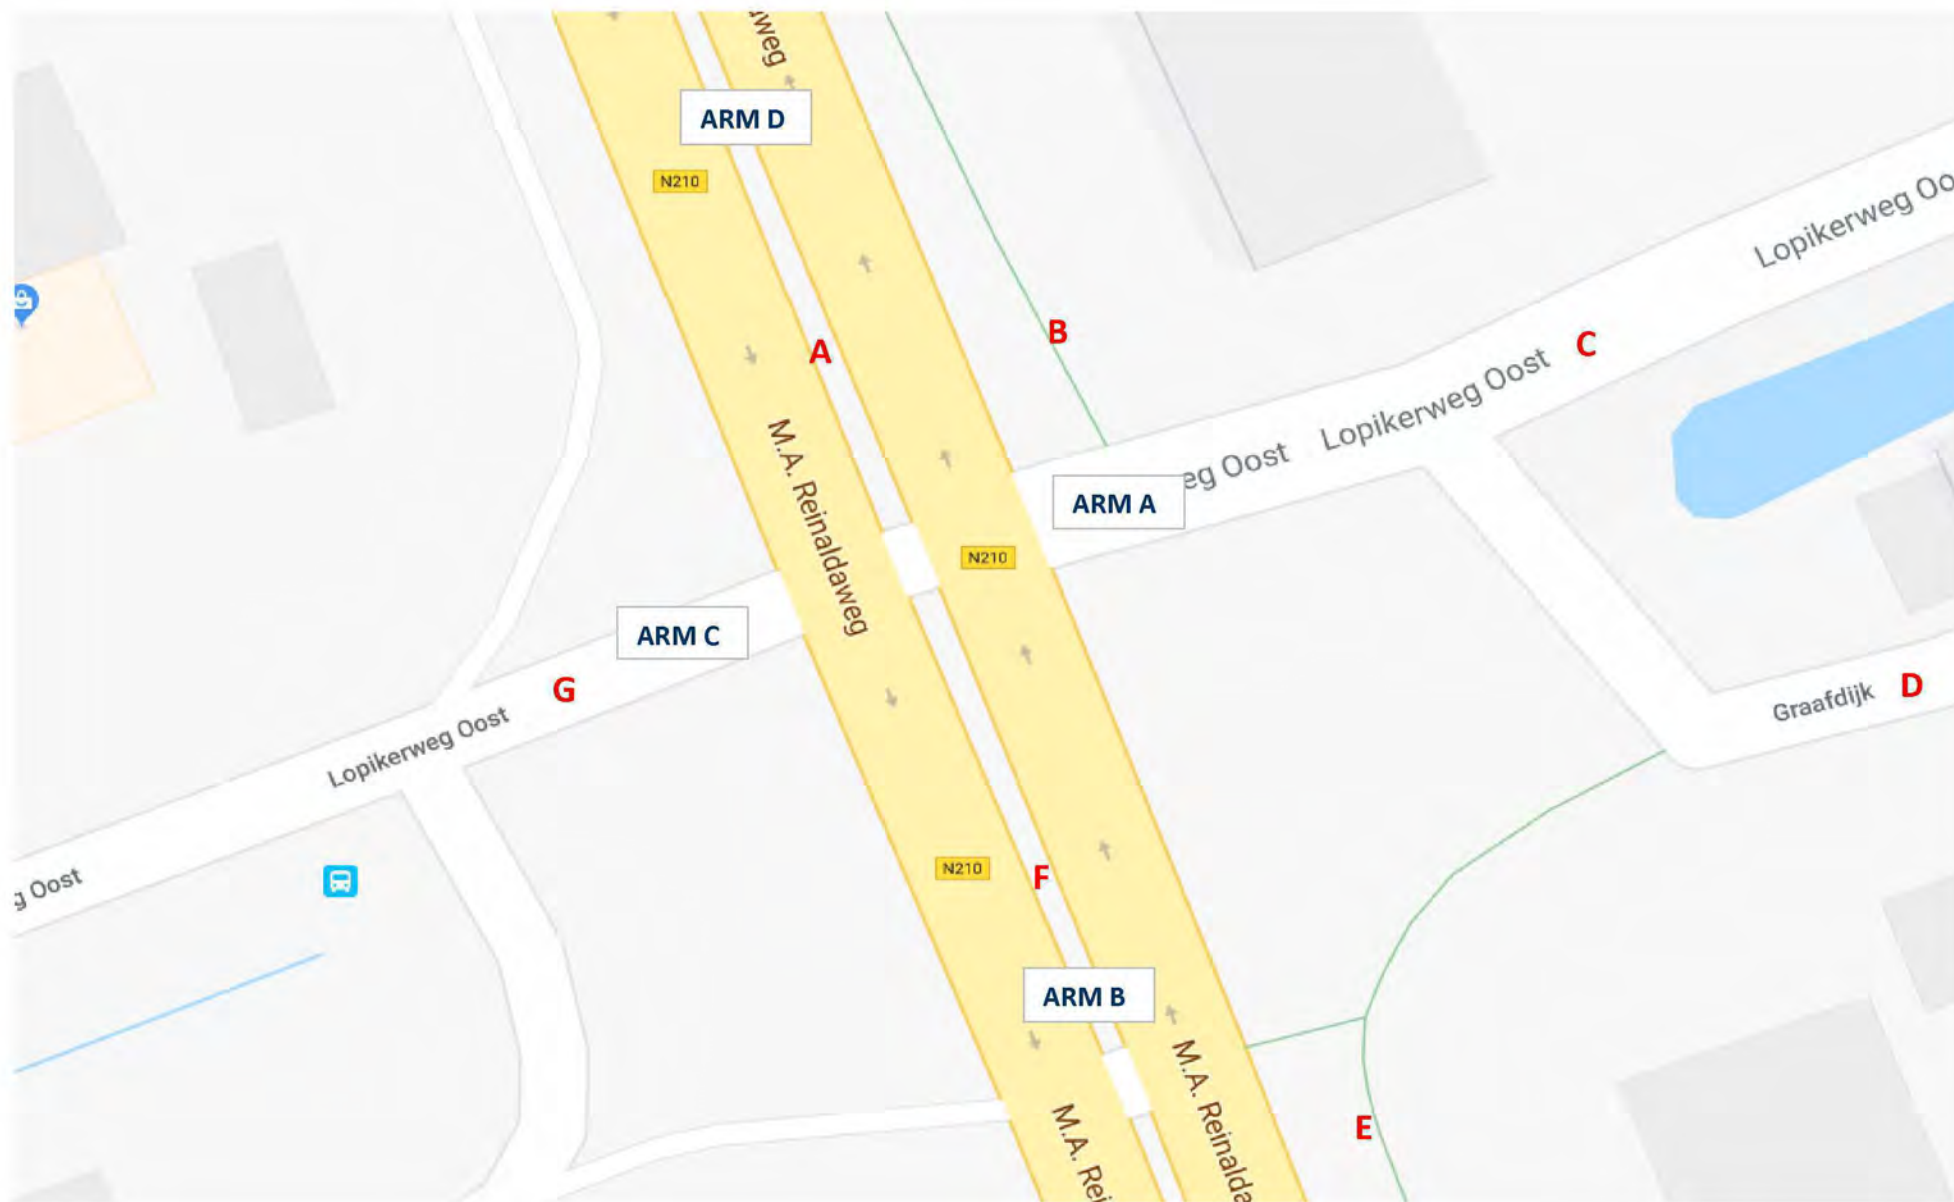 weg
ARM D
N210
Lopikerweg Oo
B
A
C
Lopikerweg Oost
eg Oost
M.A. Reinaldaweg
ARM A
N210
ARM C
G
D
Graafdijk
Lopikerweg Oost
N210
F
g Oost
ARM B
M.A. Reinalda
M.A. Rei
E